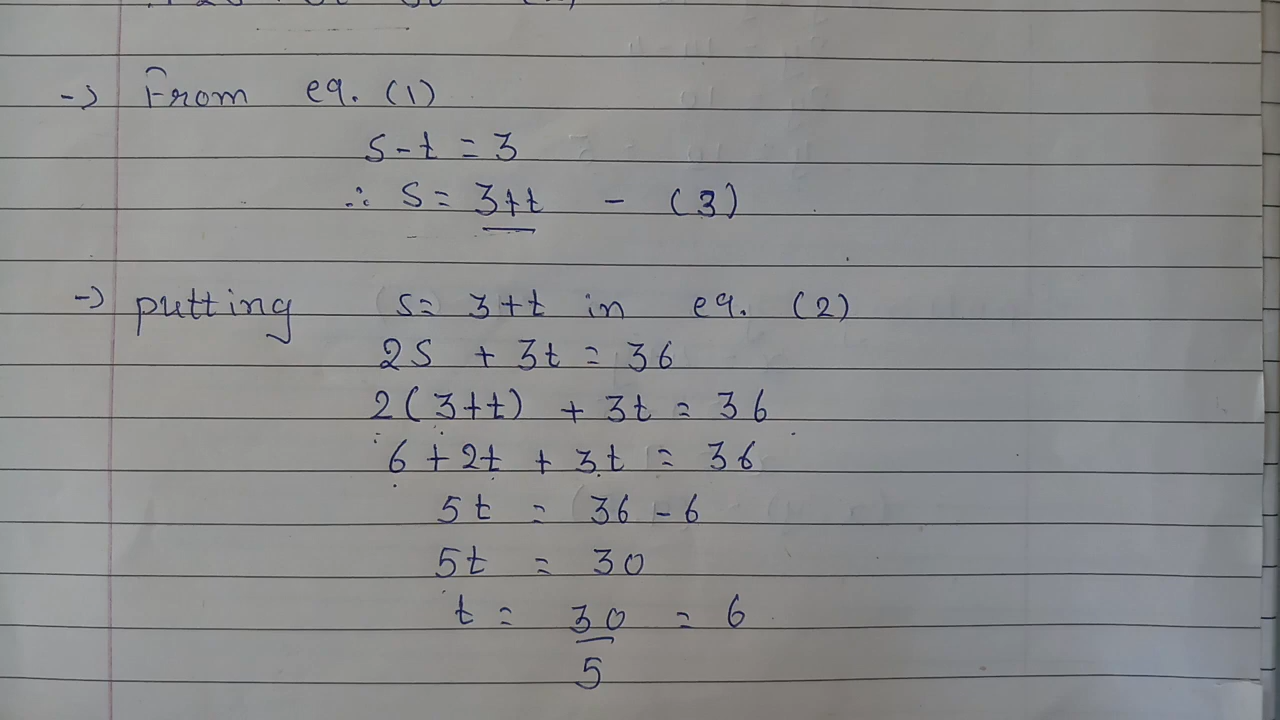 -> From eq. (1)
s-t = 3
∴ s = 3+t - (3)
-> putting s = 3+t in eq. (2)
2s + 3t = 36
2(3+t) + 3t = 36
6 + 2t + 3t = 36
5t = 36 - 6
5t = 30
t = 30/5 = 6